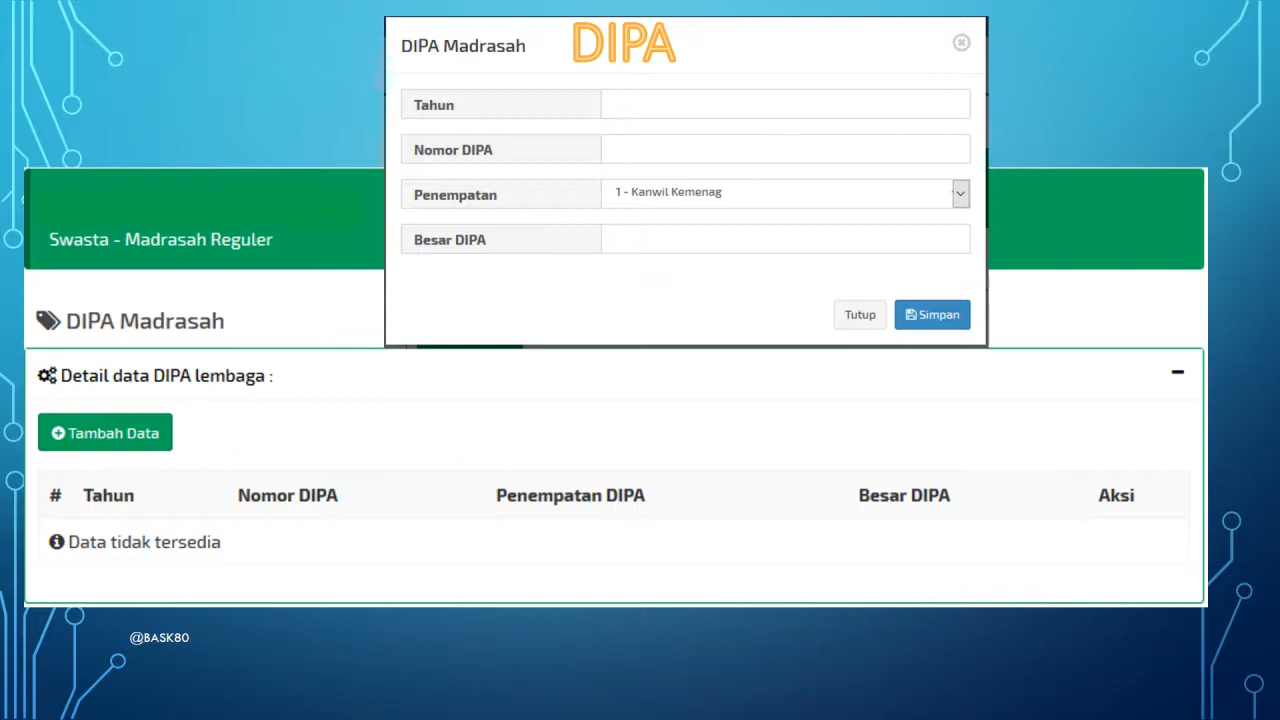 DIPA
DIPA Madrasah
Tahun
Nomor DIPA
Penempatan
1 - Kanwil Kemenag
Besar DIPA
Tutup
Simpan
Swasta - Madrasah Reguler
DIPA Madrasah
Detail data DIPA lembaga :
Tambah Data
# Tahun Nomor DIPA Penempatan DIPA Besar DIPA Aksi
Data tidak tersedia
@BASK80